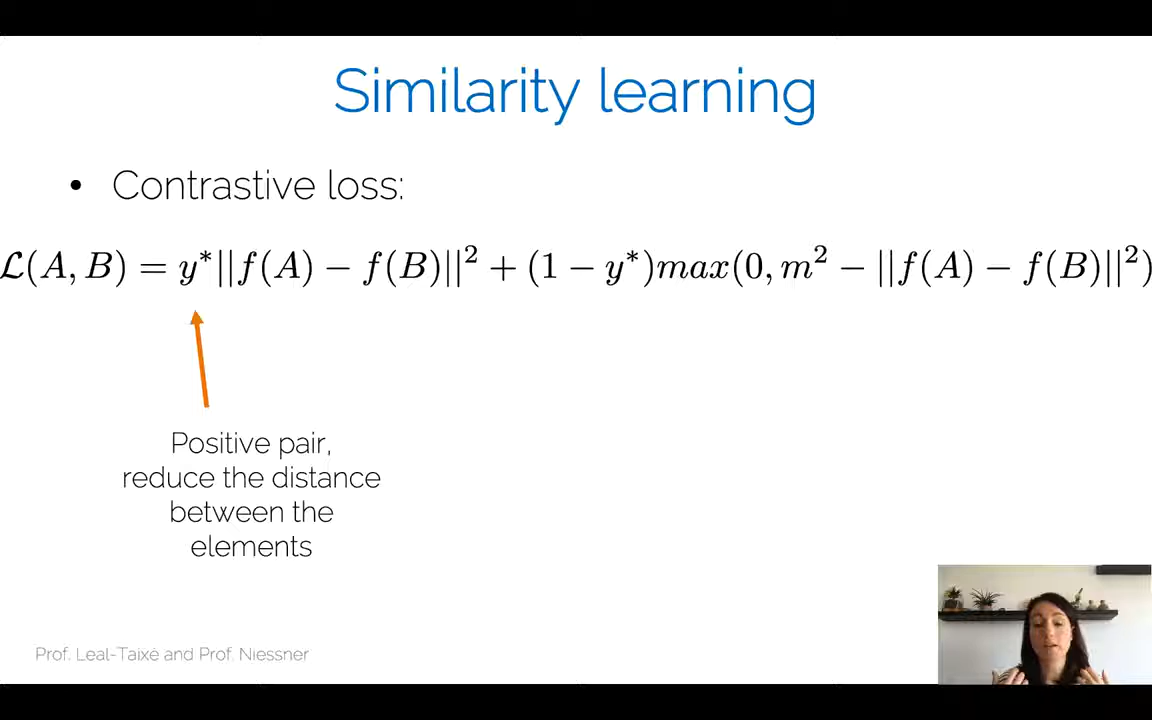 Similarity learning
• Contrastive loss:
ℒ(A, B) = y*||f(A) − f(B)||² + (1 − y*)max(0, m² − ||f(A) − f(B)||²)
Positive pair,
reduce the distance
between the
elements
Prof. Leal-Taixé and Prof. Niessner